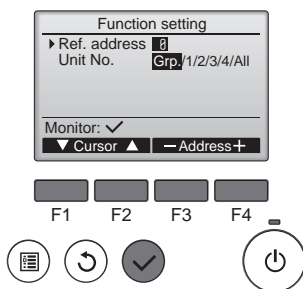 Function setting
Ref. address 0
Unit No. Grp./1/2/3/4/All
Monitor: ✓
▼ Cursor ▲ −Address+
F1 F2 F3 F4